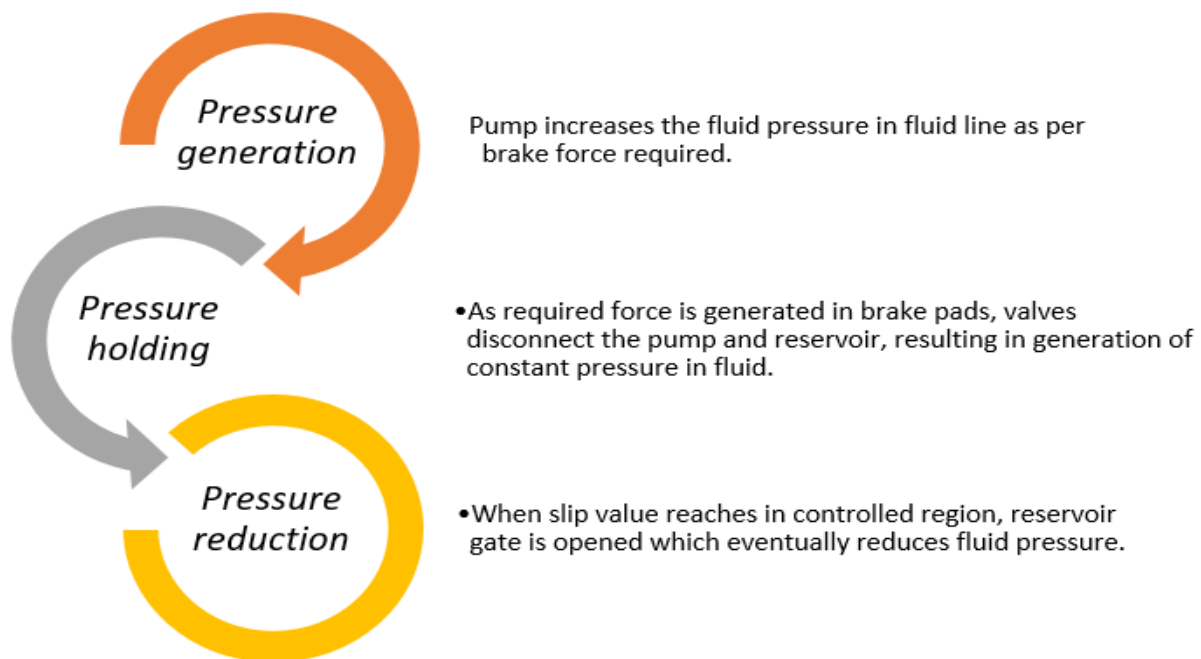 Pressure
generation
Pump increases the fluid pressure in fluid line as per
brake force required.
Pressure
holding
•As required force is generated in brake pads, valves
disconnect the pump and reservoir, resulting in generation of
constant pressure in fluid.
Pressure
reduction
•When slip value reaches in controlled region, reservoir
gate is opened which eventually reduces fluid pressure.